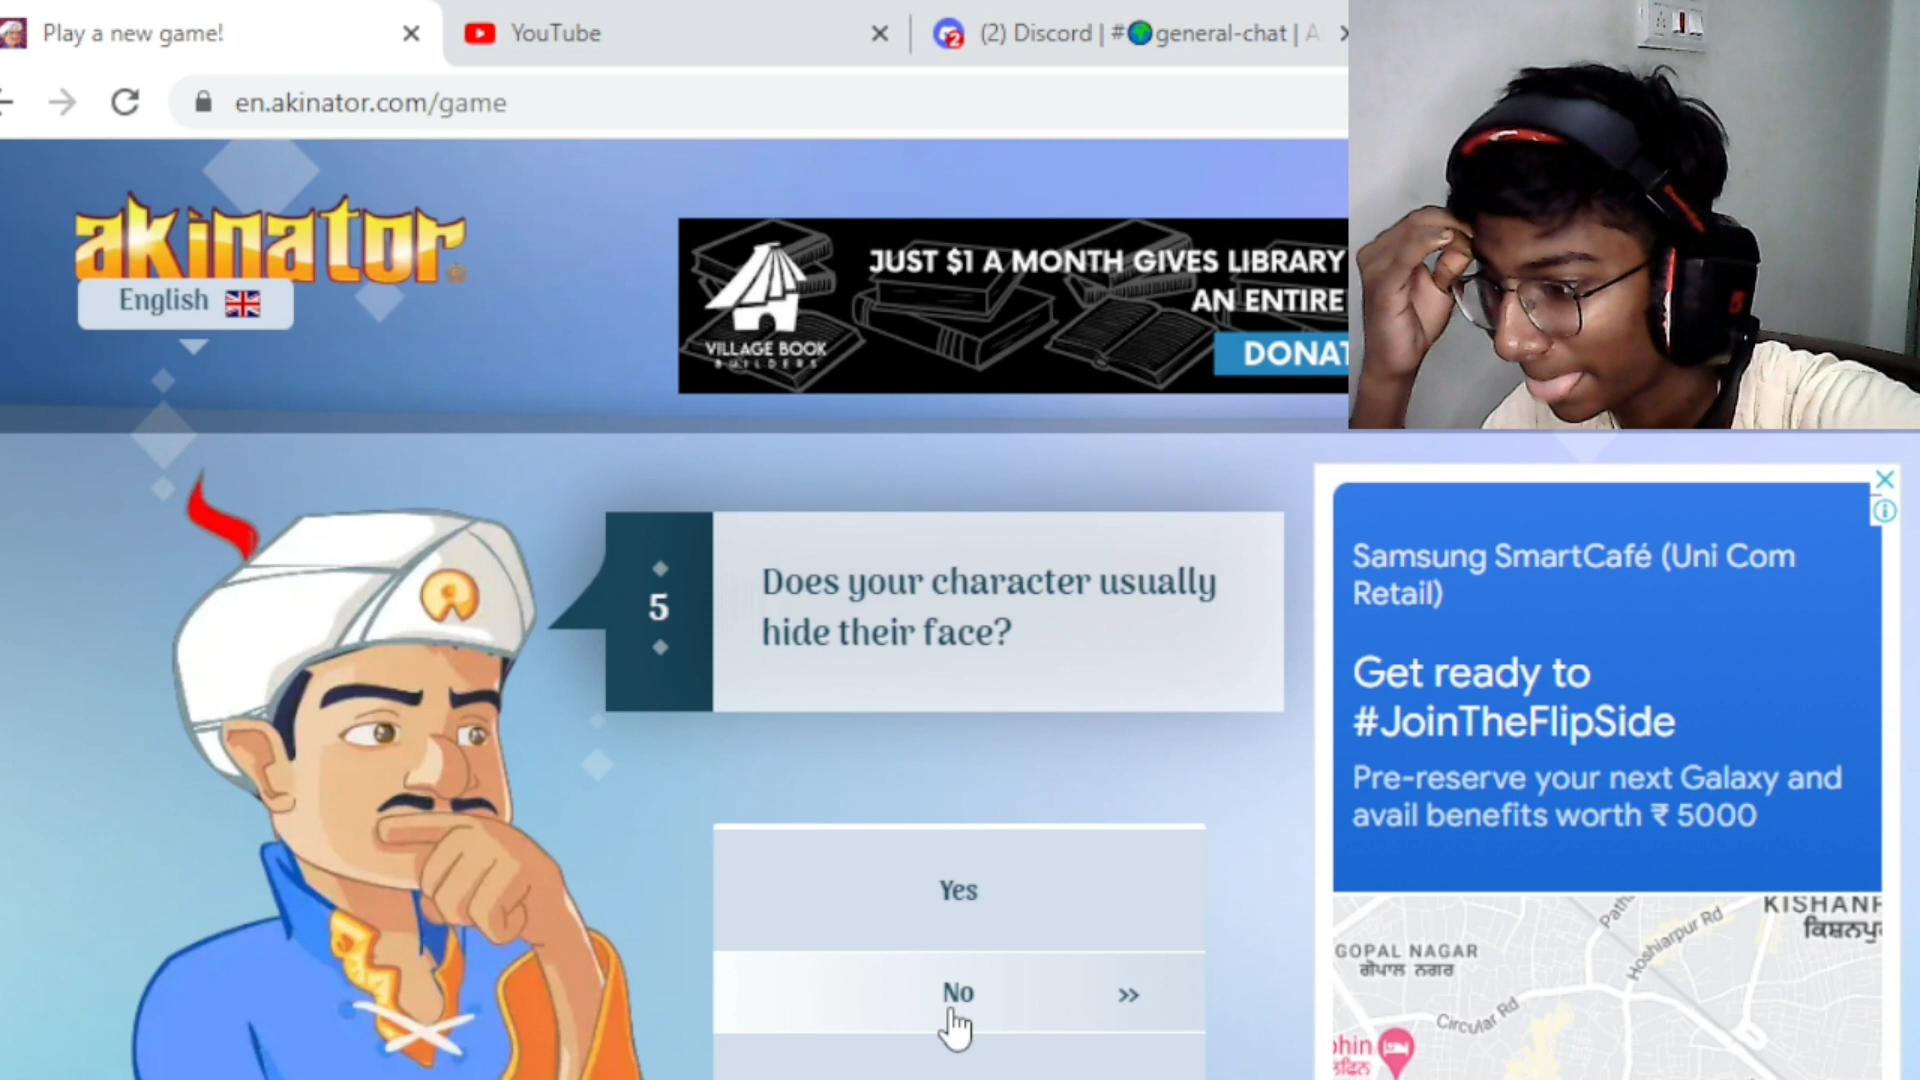 Play a new game!
YouTube
(2) Discord | #general-chat | A
en.akinator.com/game
akinator
English
VILLAGE BOOK
BUILDERS
JUST $1 A MONTH GIVES LIBRARY
AN ENTIRE
DONAT
5
Does your character usually
hide their face?
Yes
No
Samsung SmartCafé (Uni Com
Retail)
Get ready to
#JoinTheFlipSide
Pre-reserve your next Galaxy and
avail benefits worth ₹ 5000
KISHANP
किशनपु
GOPAL NAGAR
ਗੋਪਾਲ ਨਗਰ
Hoshiarpur Rd
Circular Rd